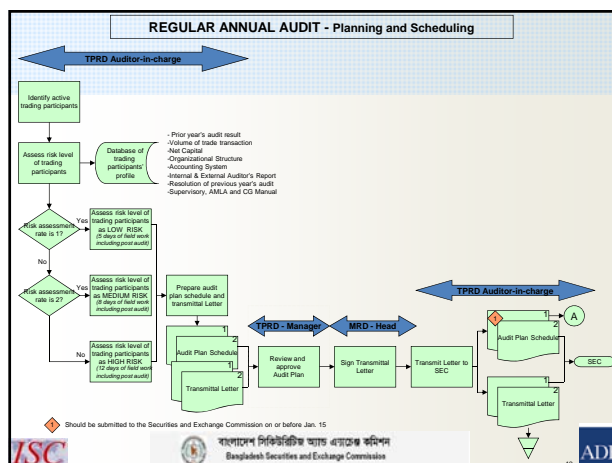 REGULAR ANNUAL AUDIT - Planning and Scheduling
TPRD Auditor-in-charge
Identify active
trading participants
Assess risk level
of trading
participants
Database of
trading
participants'
profile
- Prior year's audit result
- Volume of trade transaction
- Net Capital
- Organizational Structure
- Accounting System
- Internal & External Auditor's Report
- Resolution of previous year's audit
- Supervisory, AMLA and CG Manual
Risk assessment
rate is 1?
Yes
Assess risk level of
trading participants
as LOW RISK
(5 days of field work
including post audit)
No
Risk assessment
rate is 2?
Yes
Assess risk level of
trading participants
as MEDIUM RISK
(8 days of field work
including post audit)
No
Assess risk level of
trading participants
as HIGH RISK
(12 days of field work
including post audit)
Prepare audit
plan schedule and
transmittal Letter
1
2
Audit Plan Schedule
1
2
Transmittal Letter
TPRD - Manager
Review and
approve
Audit Plan
MRD - Head
Sign Transmittal
Letter
TPRD Auditor-in-charge
Transmit Letter to
SEC
1
1
2
Audit Plan Schedule
A
SEC
1
2
Transmittal Letter
1
Should be submitted to the Securities and Exchange Commission on or before Jan. 15
ISC
বাংলাদেশ সিকিউরিটিজ অ্যান্ড এক্সচেঞ্জ কমিশন
Bangladesh Securities and Exchange Commission
ADB